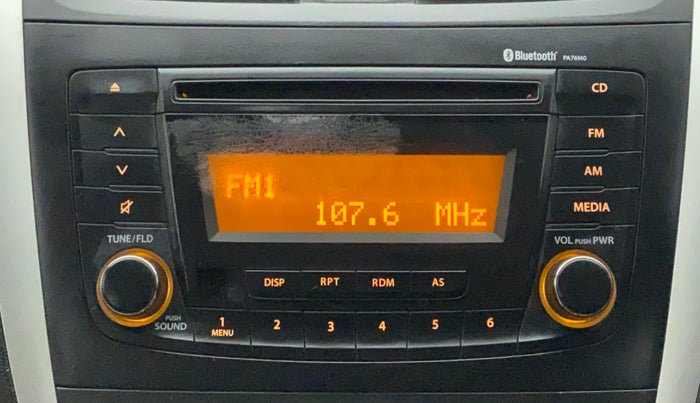 Bluetooth PA76M0
CD
FM
AM
MEDIA
FM1
107.6 MHz
TUNE/FLD
VOL PUSH PWR
DISP RPT RDM AS
PUSH
SOUND
1 2 3 4 5 6
MENU